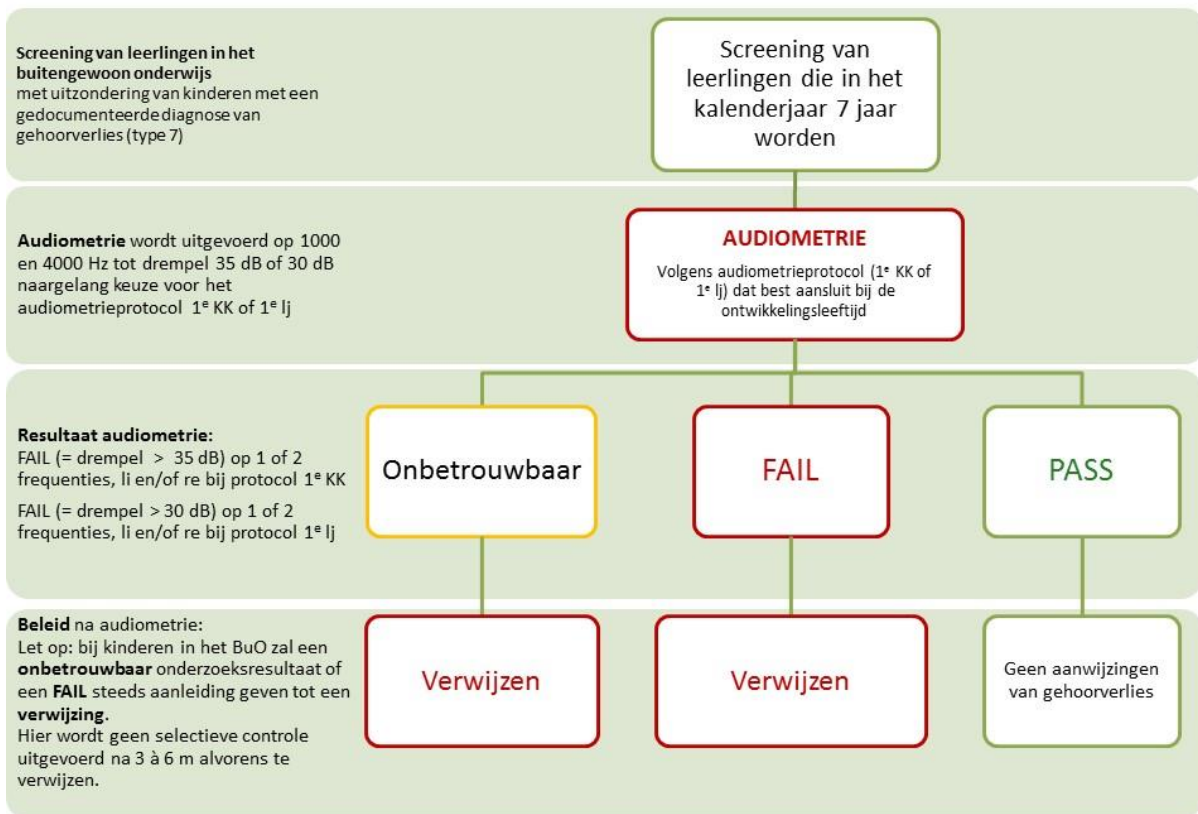 Screening van leerlingen in het
buitengewoon onderwijs
met uitzondering van kinderen met een
gedocumenteerde diagnose van
gehoorverlies (type 7)
Screening van
leerlingen die in het
kalenderjaar 7 jaar
worden
Audiometrie wordt uitgevoerd op 1000
en 4000 Hz tot drempel 35 dB of 30 dB
naargelang keuze voor het
audiometrieprotocol 1ᵉ KK of 1ᵉ lj
AUDIOMETRIE
Volgens audiometrieprotocol (1ᵉ KK of
1ᵉ lj) dat best aansluit bij de
ontwikkelingsleeftijd
Resultaat audiometrie:
FAIL (= drempel > 35 dB) op 1 of 2
frequenties, li en/of re bij protocol 1ᵉ KK
FAIL (= drempel > 30 dB) op 1 of 2
frequenties, li en/of re bij protocol 1ᵉ lj
Onbetrouwbaar
FAIL
PASS
Beleid na audiometrie:
Let op: bij kinderen in het BuO zal een
onbetrouwbaar onderzoeksresultaat of
een FAIL steeds aanleiding geven tot een
verwijzing.
Hier wordt geen selectieve controle
uitgevoerd na 3 à 6 m alvorens te
verwijzen.
Verwijzen
Verwijzen
Geen aanwijzingen
van gehoorverlies